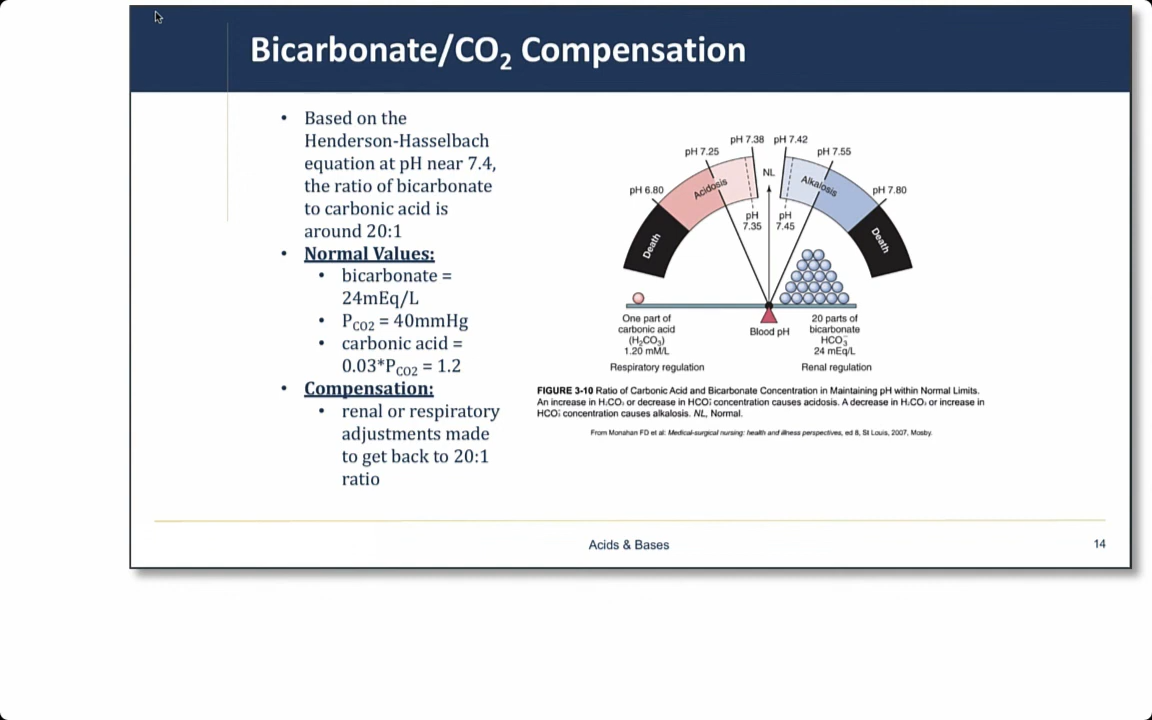 Bicarbonate/CO₂ Compensation
• Based on the
Henderson-Hasselbach
equation at pH near 7.4,
the ratio of bicarbonate
to carbonic acid is
around 20:1
• Normal Values:
• bicarbonate =
24mEq/L
• P_CO2 = 40mmHg
• carbonic acid =
0.03*P_CO2 = 1.2
• Compensation:
• renal or respiratory
adjustments made
to get back to 20:1
ratio
pH 7.38 pH 7.42
pH 7.25
pH 7.55
NL
Acidosis
Alkalosis
pH 6.80
pH 7.80
pH
7.35
pH
7.45
Death
Death
One part of
carbonic acid
(H₂CO₃)
1.20 mM/L
Respiratory regulation
Blood pH
20 parts of
bicarbonate
HCO₃⁻
24 mEq/L
Renal regulation
FIGURE 3-10 Ratio of Carbonic Acid and Bicarbonate Concentration in Maintaining pH within Normal Limits.
An increase in H₂CO₃ or decrease in HCO₃⁻ concentration causes acidosis. A decrease in H₂CO₃ or increase in
HCO₃⁻ concentration causes alkalosis. NL, Normal.
From Monahan FD et al: Medical-surgical nursing: health and illness perspectives, ed 8, St Louis, 2007, Mosby.
Acids & Bases
14